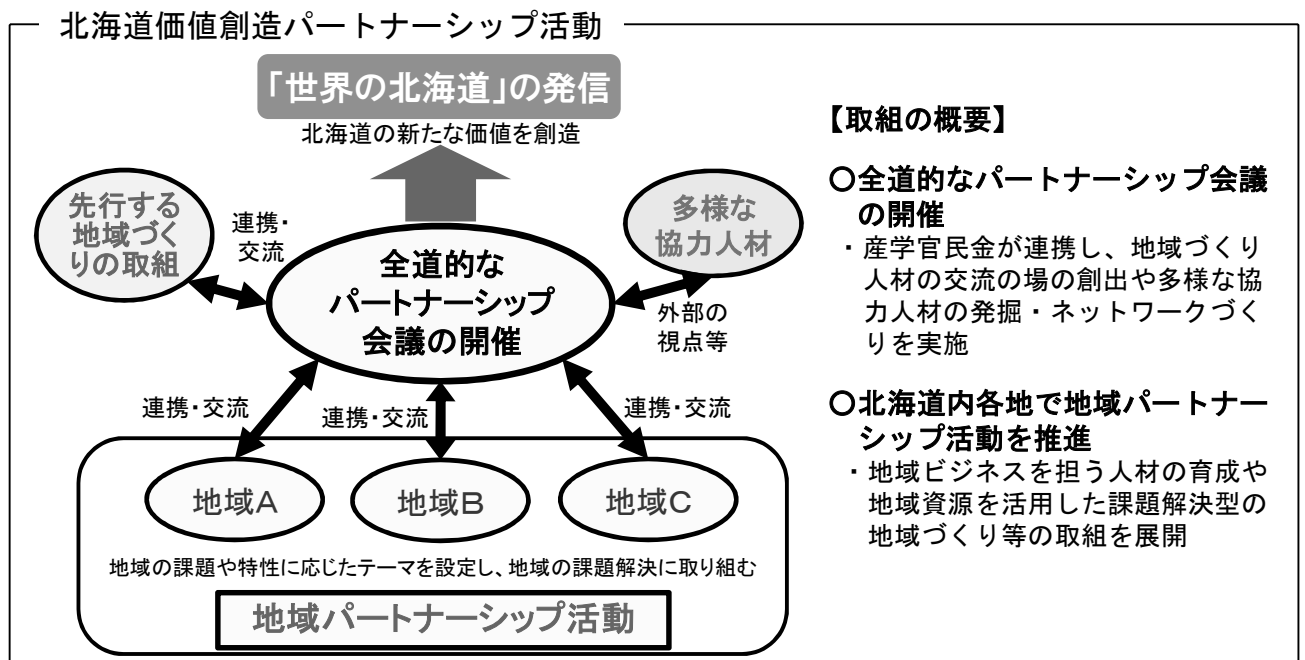 北海道価値創造パートナーシップ活動
「世界の北海道」の発信
北海道の新たな価値を創造
先行する
地域づく
りの取組
連携・
交流
多様な
協力人材
全道的な
パートナーシップ
会議の開催
外部の
視点等
連携・交流
連携・交流
連携・交流
地域A
地域B
地域C
地域の課題や特性に応じたテーマを設定し、地域の課題解決に取り組む
地域パートナーシップ活動
【取組の概要】
○全道的なパートナーシップ会議
の開催
・産学官民金が連携し、地域づくり
人材の交流の場の創出や多様な協
力人材の発掘・ネットワークづく
りを実施
○北海道内各地で地域パートナー
シップ活動を推進
・地域ビジネスを担う人材の育成や
地域資源を活用した課題解決型の
地域づくり等の取組を展開